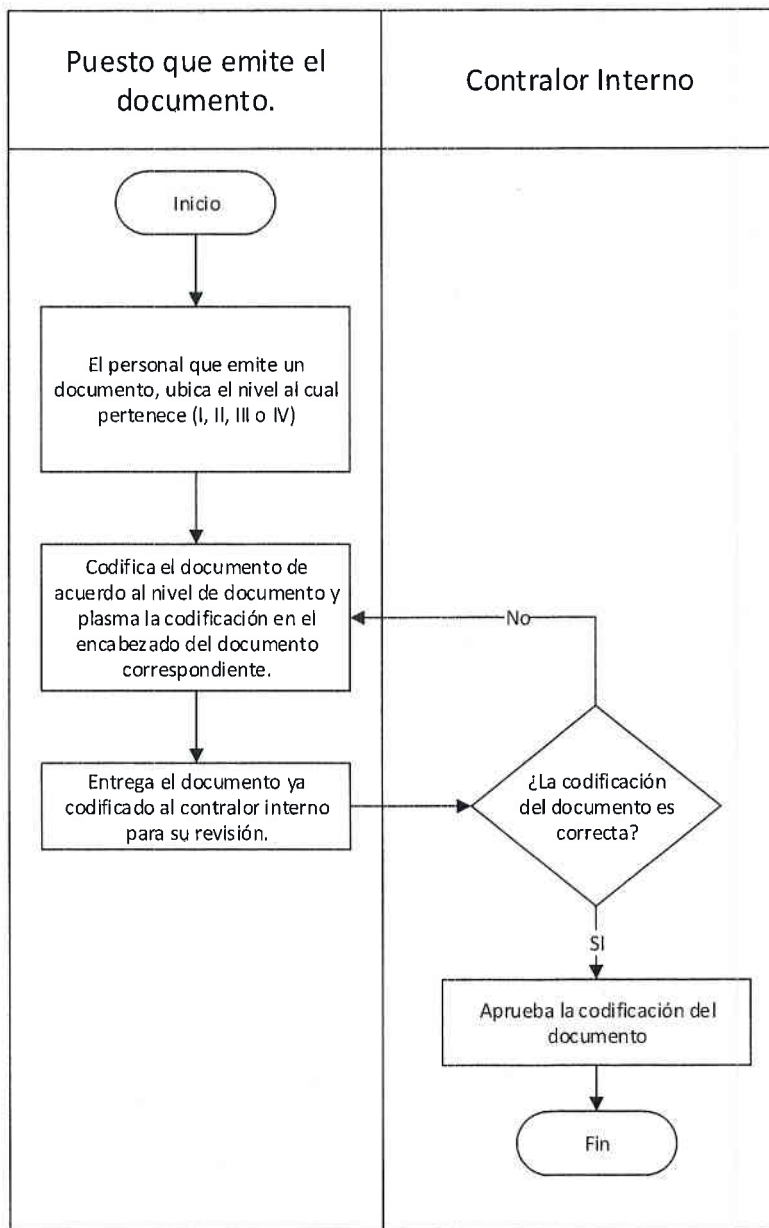 Puesto que emite el
documento.
Contralor Interno
Inicio
El personal que emite un
documento, ubica el nivel al cual
pertenece (I, II, III o IV)
Codifica el documento de
acuerdo al nivel de documento y
plasma la codificación en el
encabezado del documento
correspondiente.
No
Entrega el documento ya
codificado al contralor interno
para su revisión.
¿La codificación
del documento es
correcta?
SI
Aprueba la codificación del
documento
Fin